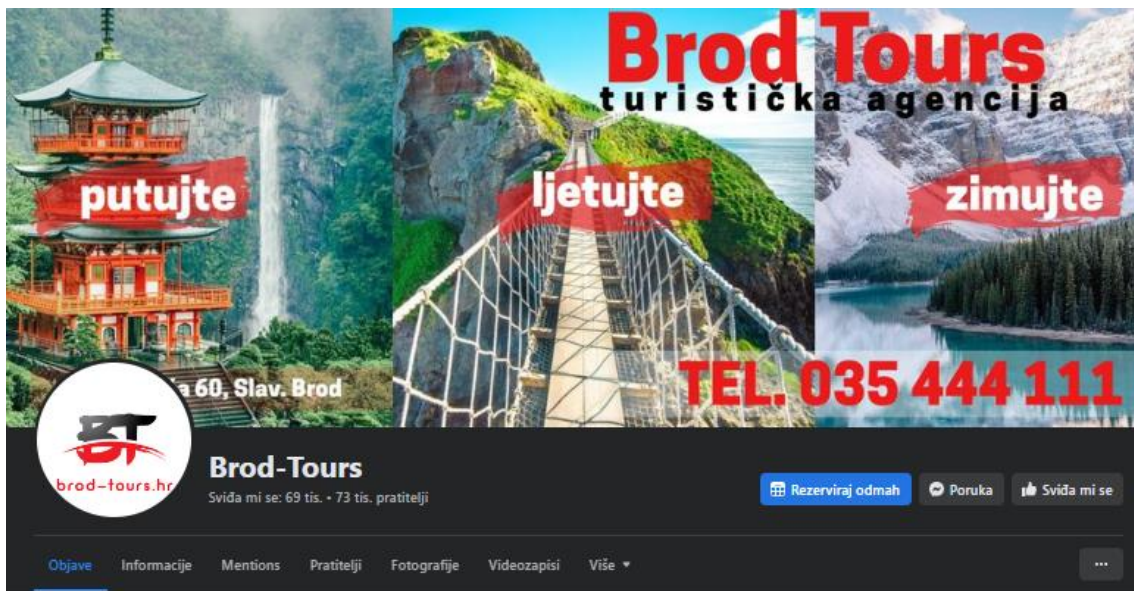 Brod Tours
turistička agencija
putujte
ljetujte
zimujte
60, Slav. Brod
TEL. 035 444 111
BT
brod-tours.hr
Brod-Tours
Sviđa mi se: 69 tis. • 73 tis. pratitelji
Rezerviraj odmah
Poruka
Sviđa mi se
Objave Informacije Mentions Pratitelji Fotografije Videozapisi Više